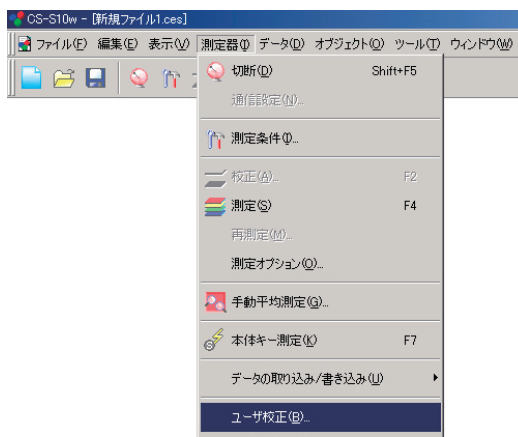 CS-S10w - [新規ファイル1.ces]
ファイル(F) 編集(E) 表示(V) 測定器(I) データ(D) オブジェクト(O) ツール(T) ウィンドウ(W)
切断(D) Shift+F5
通信設定(N)...
測定条件(I)...
校正(A)... F2
測定(S) F4
再測定(M)...
測定オプション(O)...
手動平均測定(G)...
本体キー測定(K) F7
データの取り込み/書き込み(U)
ユーザ校正(B)...